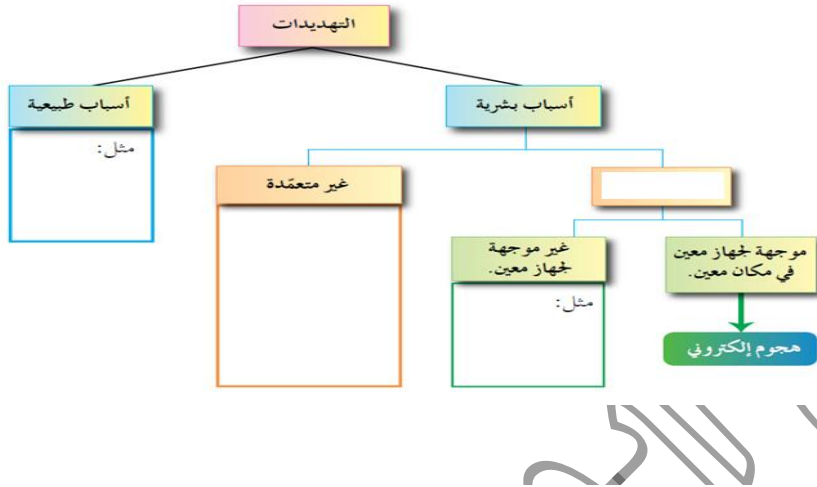 التهديدات
أسباب بشرية
أسباب طبيعية
مثل:
غير متعمّدة
موجهة لجهاز معين
في مكان معين.
غير موجهة
لجهاز معين.
مثل:
هجوم إلكتروني